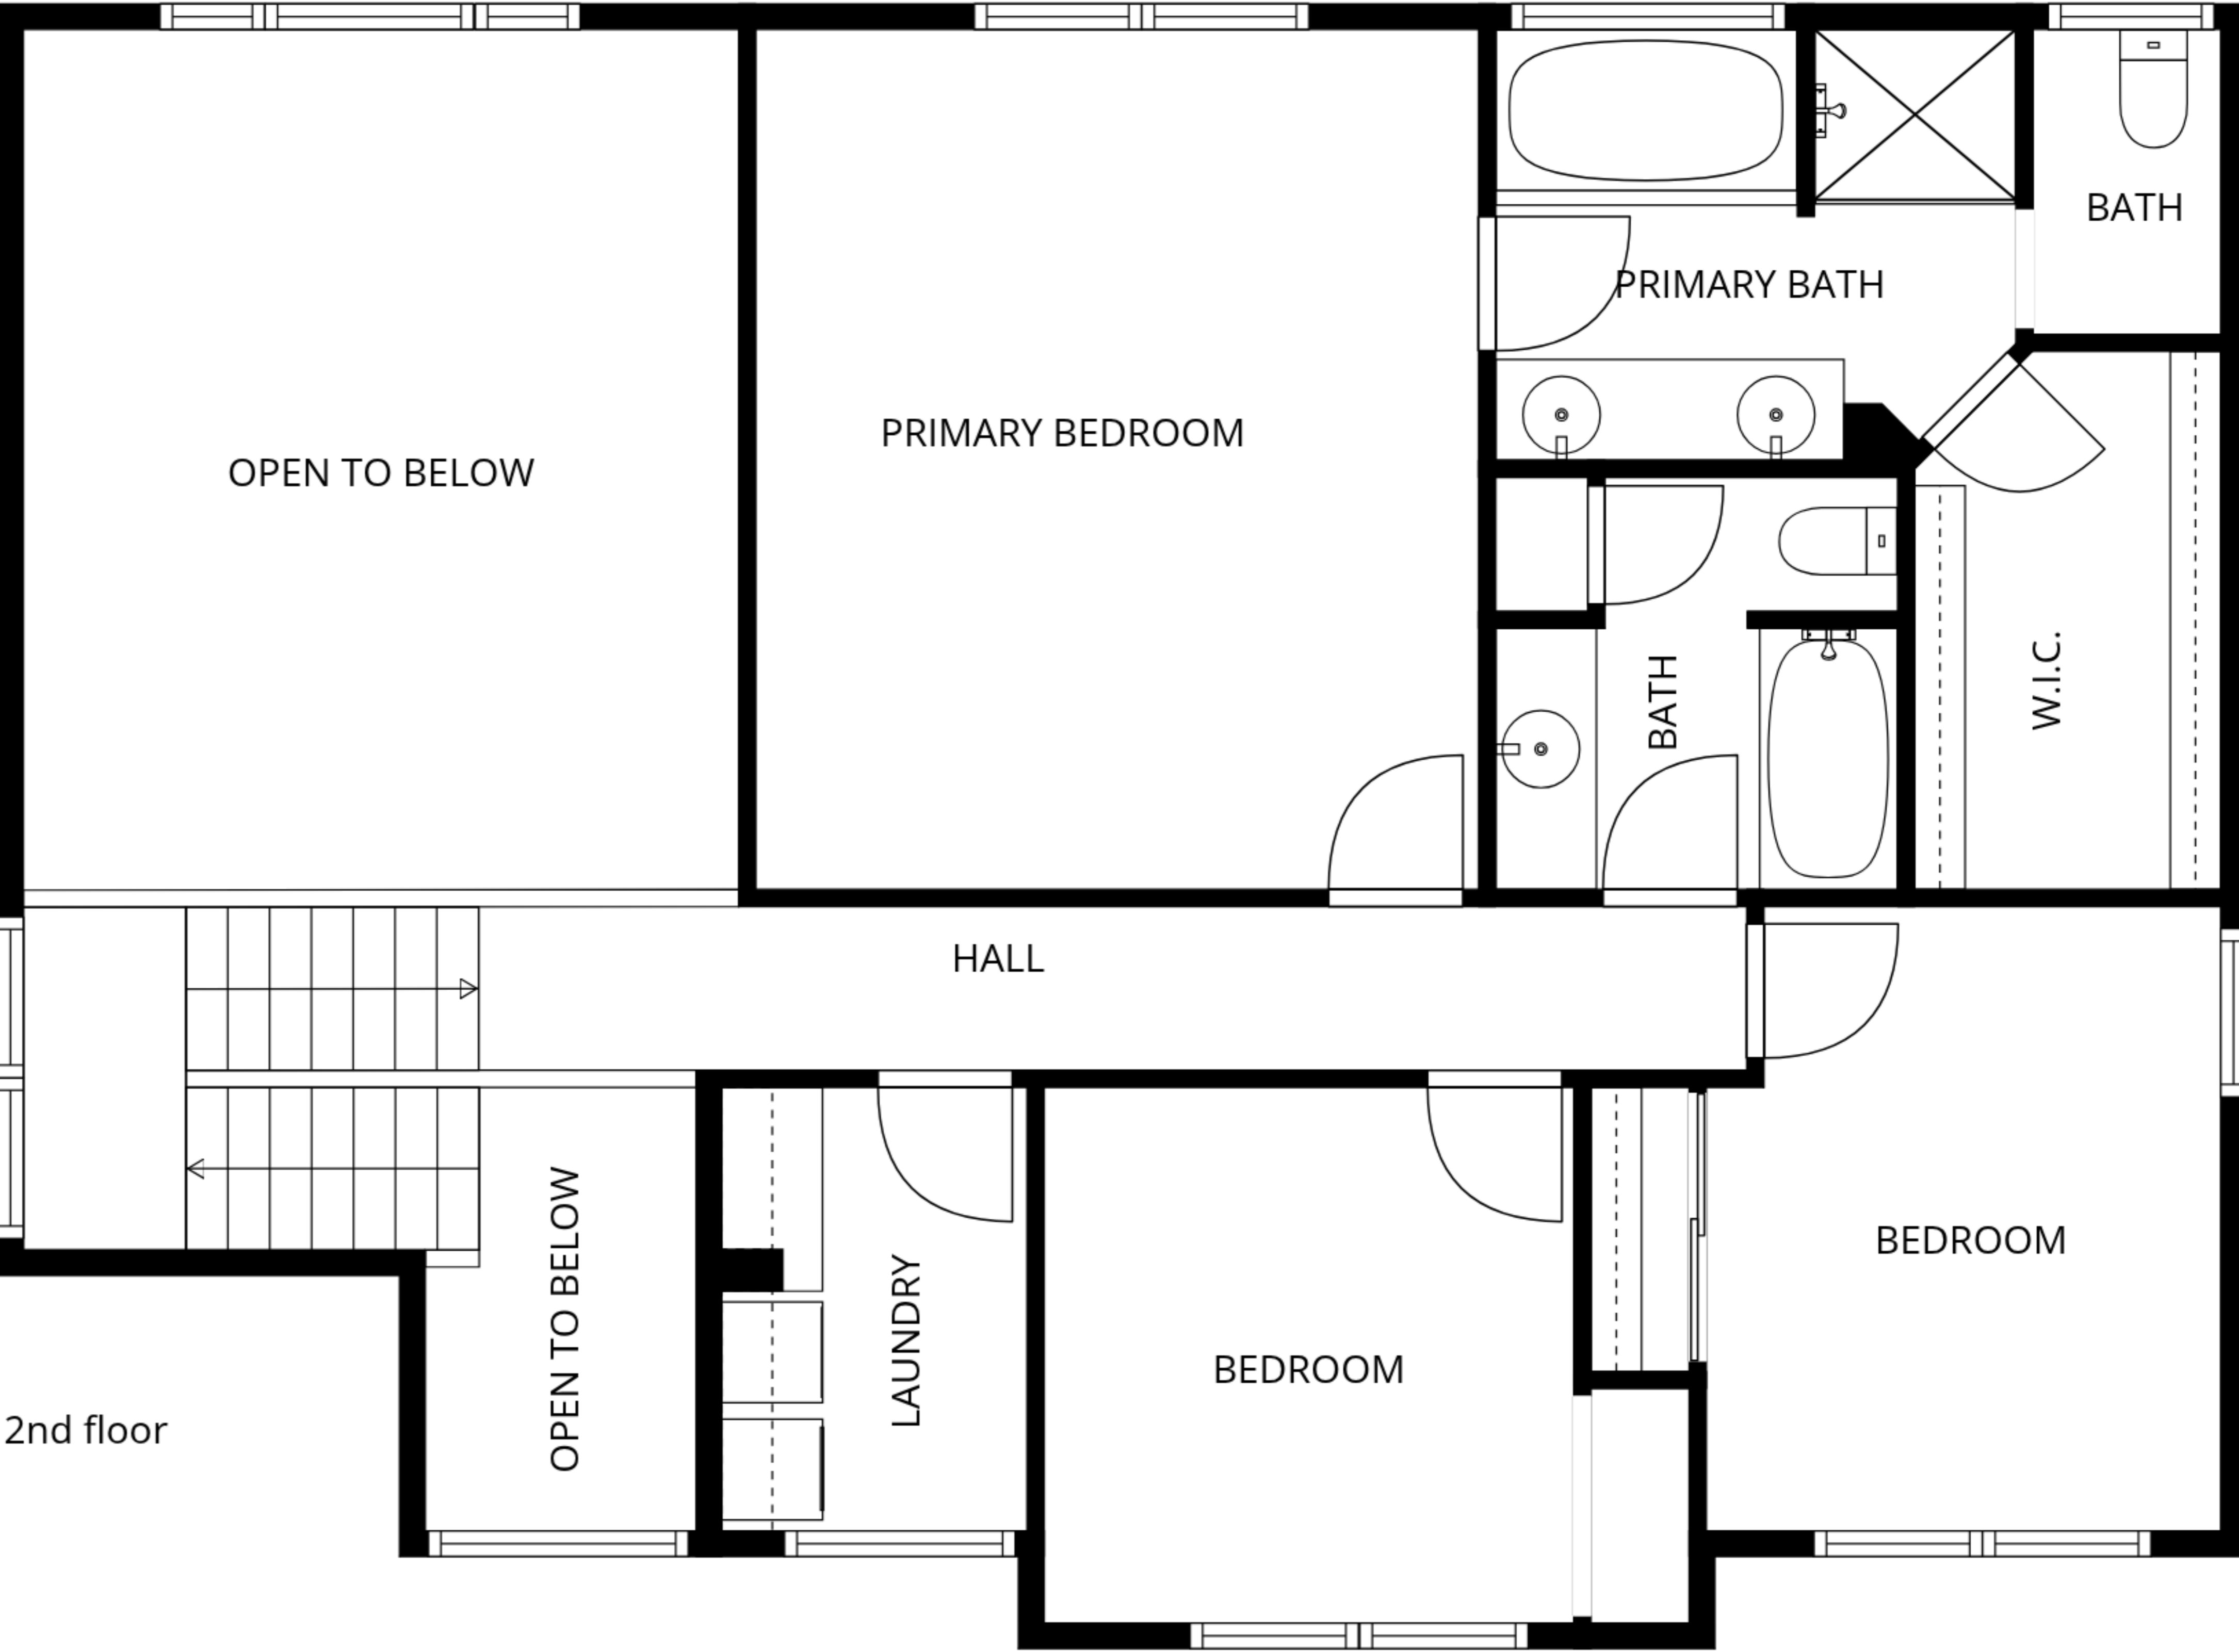 BATH
PRIMARY BATH
PRIMARY BEDROOM
OPEN TO BELOW
W.I.C.
BATH
HALL
BEDROOM
OPEN TO BELOW
LAUNDRY
BEDROOM
2nd floor